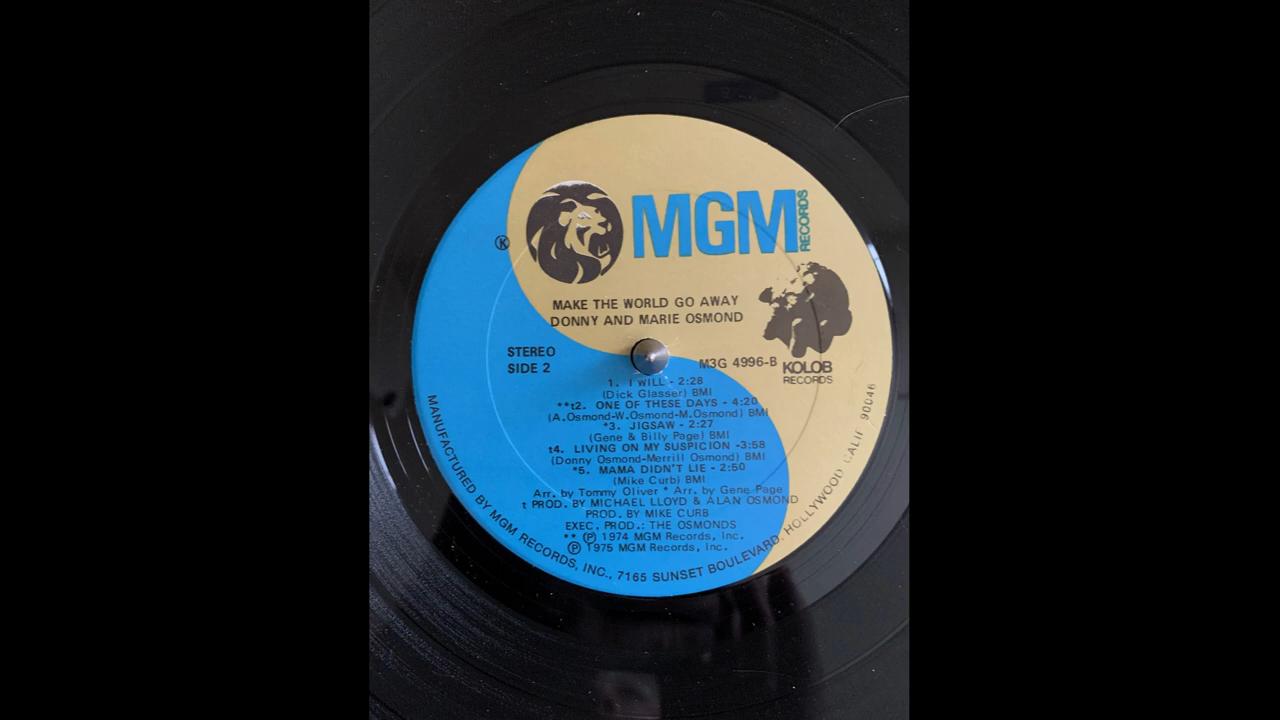 MGM
RECORDS
Ⓚ
MAKE THE WORLD GO AWAY
DONNY AND MARIE OSMOND
STEREO
SIDE 2
M3G 4996-B
KOLOB
RECORDS
1. I WILL - 2:28
(Dick Glasser) BMI
**t2. ONE OF THESE DAYS - 4:20
(A.Osmond-W.Osmond-M.Osmond) BMI
*3. JIGSAW - 2:27
(Gene & Billy Page) BMI
t4. LIVING ON MY SUSPICION -3:58
(Donny Osmond-Merrill Osmond) BMI
*5. MAMA DIDN'T LIE - 2:50
(Mike Curb) BMI
Arr. by Tommy Oliver * Arr. by Gene Page
t PROD. BY MICHAEL LLOYD & ALAN OSMOND
PROD. BY MIKE CURB
EXEC. PROD.: THE OSMONDS
** Ⓟ 1974 MGM Records, Inc.
Ⓟ 1975 MGM Records, Inc.
MANUFACTURED BY MGM RECORDS, INC., 7165 SUNSET BOULEVARD, HOLLYWOOD CALIF 90046